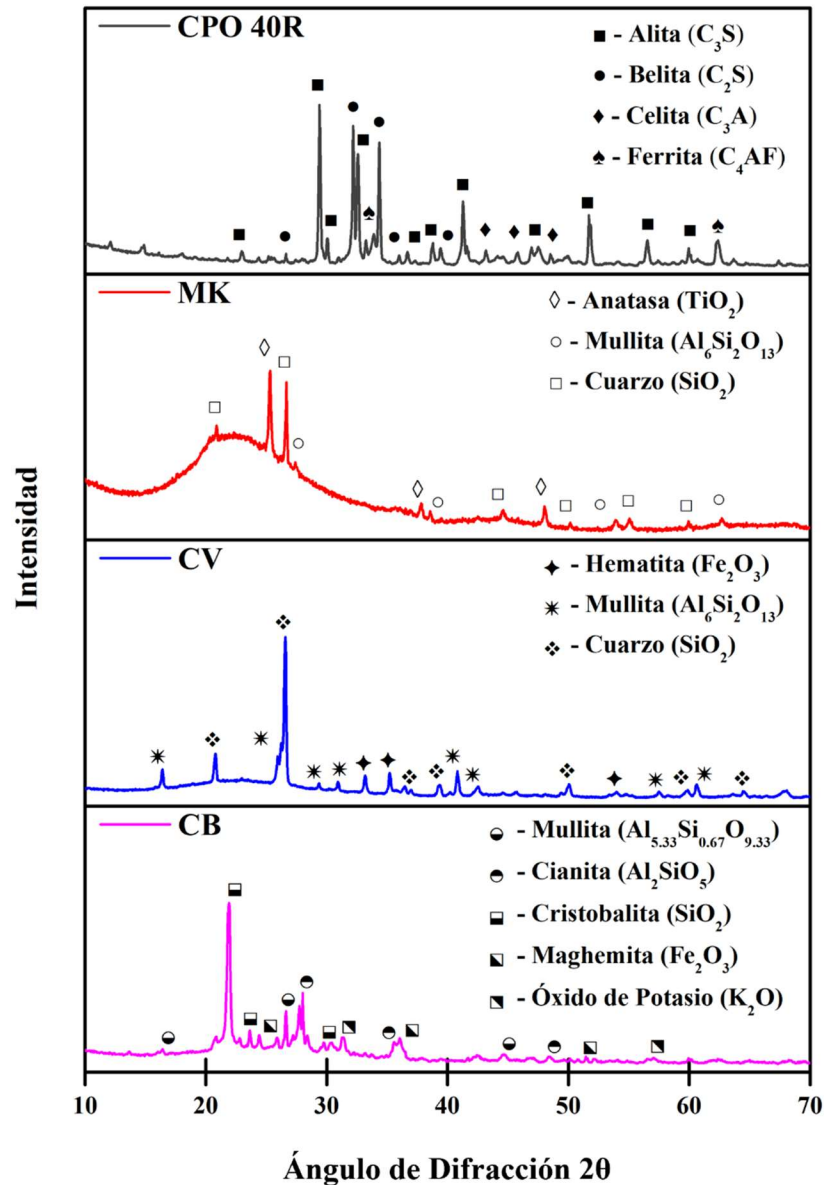 CPO 40R
■ - Alita (C₃S)
● - Belita (C₂S)
♦ - Celita (C₃A)
♠ - Ferrita (C₄AF)
MK
◊ - Anatasa (TiO₂)
○ - Mullita (Al₆Si₂O₁₃)
□ - Cuarzo (SiO₂)
CV
✦ - Hematita (Fe₂O₃)
✴ - Mullita (Al₆Si₂O₁₃)
❖ - Cuarzo (SiO₂)
CB
◒ - Mullita (Al₅.₃₃Si₀.₆₇O₉.₃₃)
◓ - Cianita (Al₂SiO₅)
⬓ - Cristobalita (SiO₂)
◣ - Maghemita (Fe₂O₃)
◥ - Óxido de Potasio (K₂O)
Intensidad
10 20 30 40 50 60 70
Ángulo de Difracción 2θ